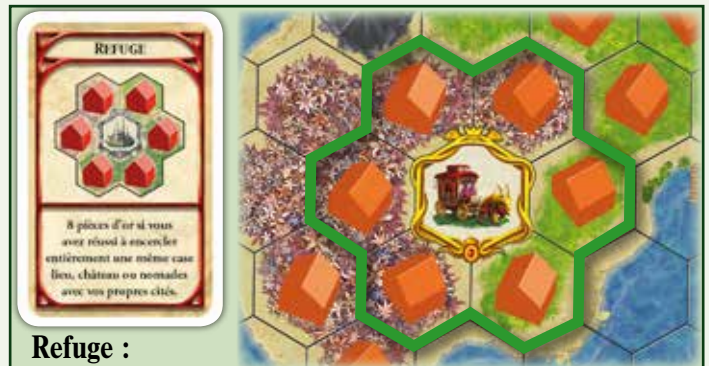 REFUGE
8 pièces d'or si vous
avez réussi à encercler
entièrement une même case
lieu, château ou nomades
avec vos propres cités.
Refuge :